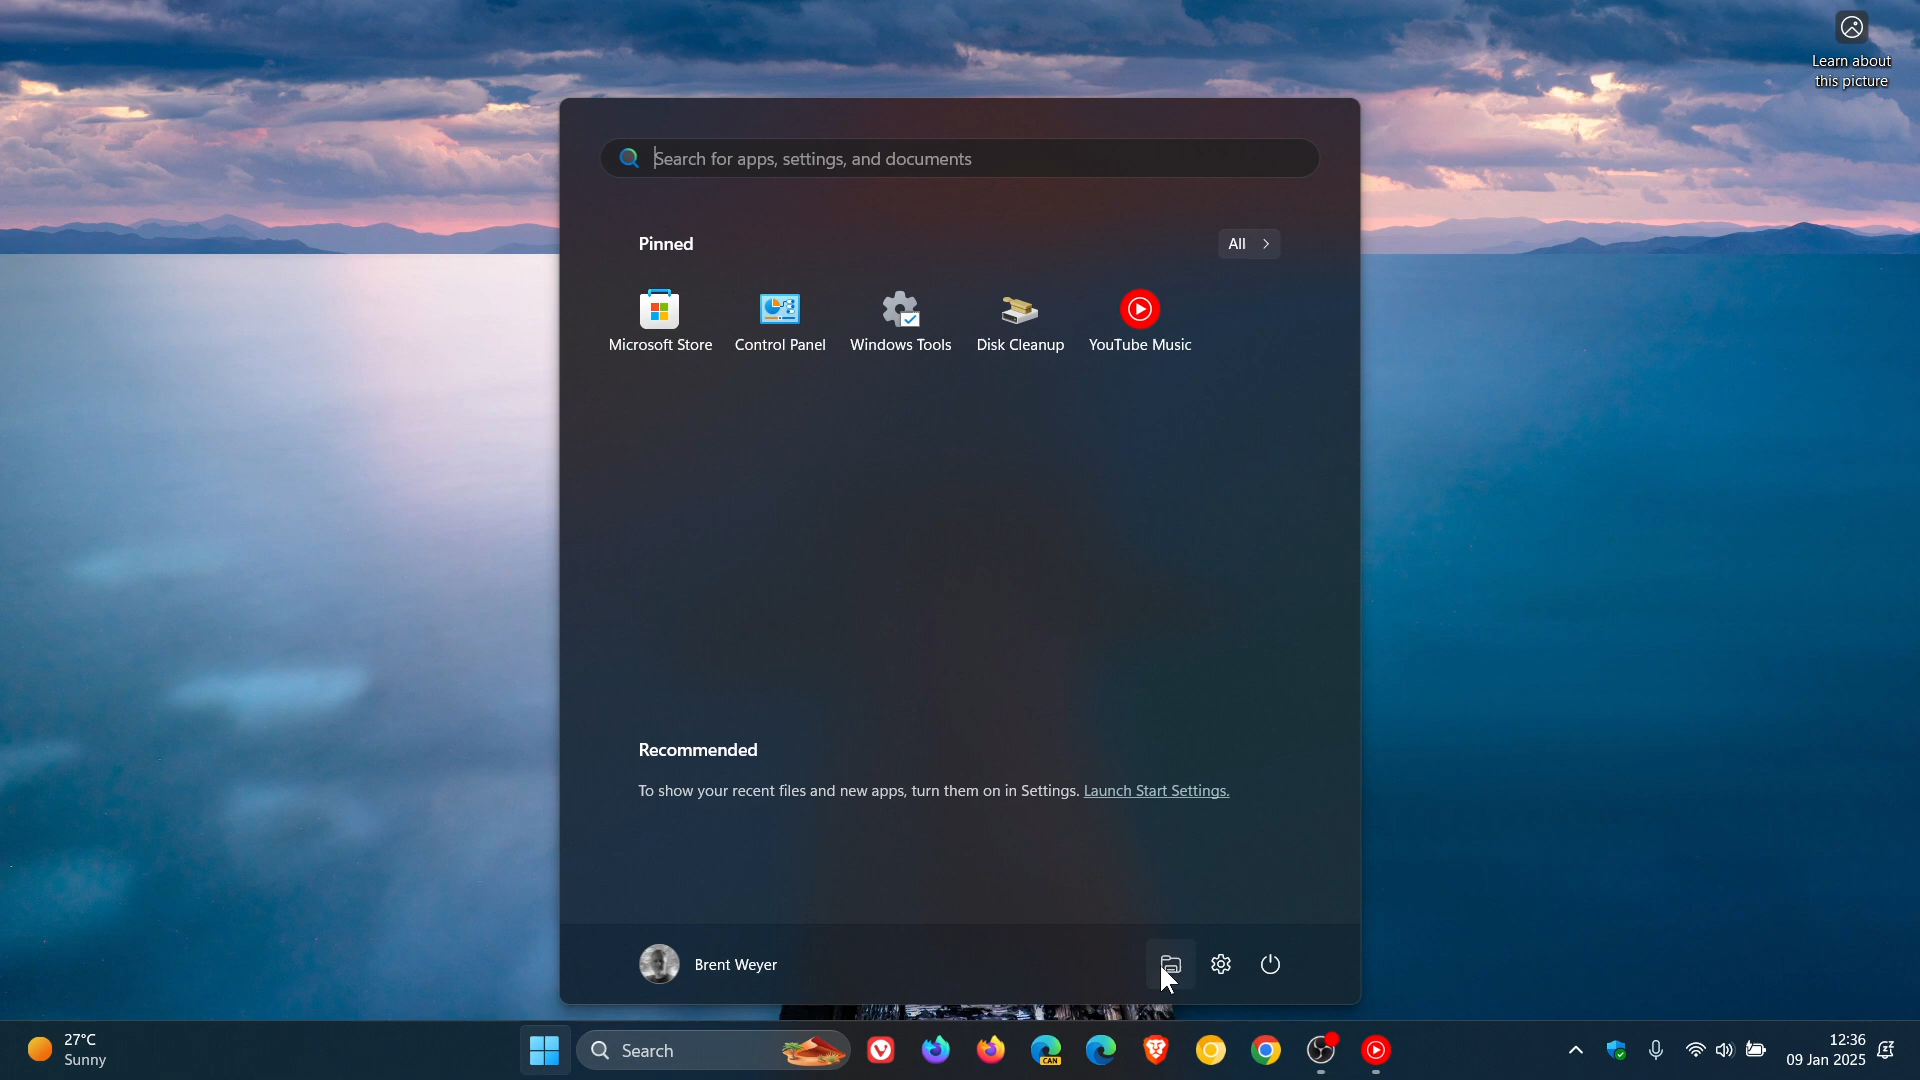 Learn about
this picture
Search for apps, settings, and documents
Pinned
All
Microsoft Store
Control Panel
Windows Tools
Disk Cleanup
YouTube Music
Recommended
To show your recent files and new apps, turn them on in Settings. Launch Start Settings.
Brent Weyer
27°C
Sunny
Search
CAN
12:36
09 Jan 2025